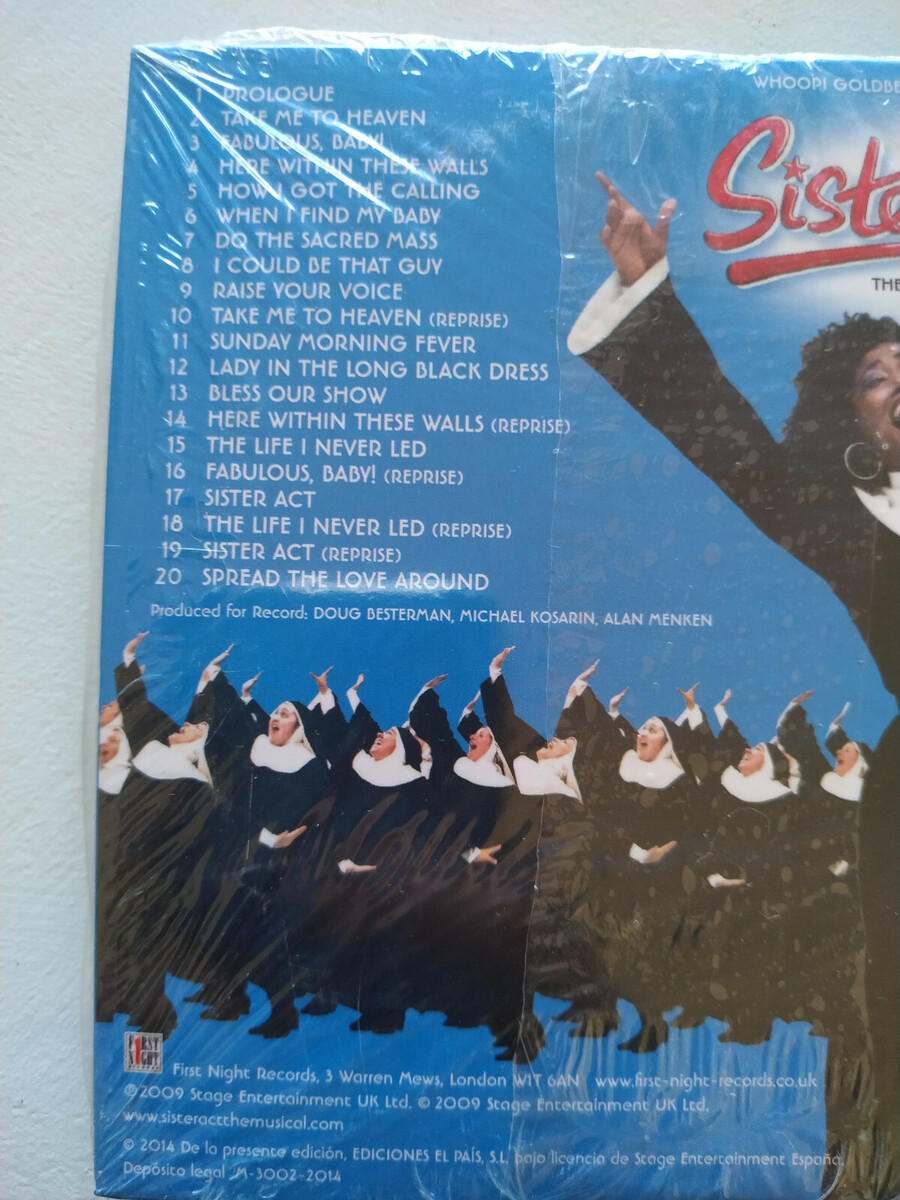 1 PROLOGUE
2 TAKE ME TO HEAVEN
3 FABULOUS, BABY!
4 HERE WITHIN THESE WALLS
5 HOW I GOT THE CALLING
6 WHEN I FIND MY BABY
7 DO THE SACRED MASS
8 I COULD BE THAT GUY
9 RAISE YOUR VOICE
10 TAKE ME TO HEAVEN (REPRISE)
11 SUNDAY MORNING FEVER
12 LADY IN THE LONG BLACK DRESS
13 BLESS OUR SHOW
14 HERE WITHIN THESE WALLS (REPRISE)
15 THE LIFE I NEVER LED
16 FABULOUS, BABY! (REPRISE)
17 SISTER ACT
18 THE LIFE I NEVER LED (REPRISE)
19 SISTER ACT (REPRISE)
20 SPREAD THE LOVE AROUND
Produced for Record: DOUG BESTERMAN, MICHAEL KOSARIN, ALAN MENKEN
WHOOPI GOLDBE
Siste
THE
FIRST
NIGHT
RECORDS
First Night Records, 3 Warren Mews, London W1T 6AN www.first-night-records.co.uk
℗2009 Stage Entertainment UK Ltd. © 2009 Stage Entertainment UK Ltd.
www.sisteractthemusical.com
© 2014 De la presente edición, EDICIONES EL PAÍS, S.L. bajo licencia de Stage Entertainment España.
Depósito legal M-3002-2014